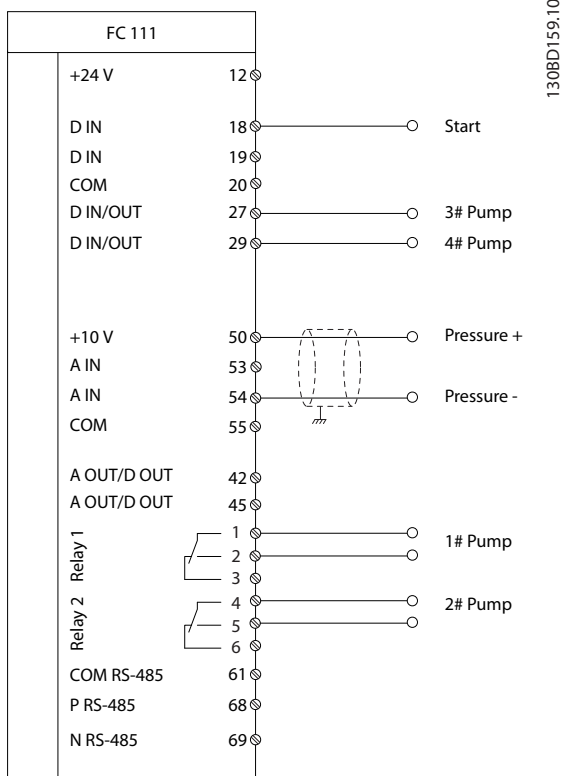 130BD159.10
FC 111
+24 V 12
D IN 18 Start
D IN 19
COM 20
D IN/OUT 27 3# Pump
D IN/OUT 29 4# Pump
+10 V 50 Pressure +
A IN 53
A IN 54 Pressure -
COM 55
A OUT/D OUT 42
A OUT/D OUT 45
Relay 1
1
2
3
1# Pump
Relay 2
4
5
6
2# Pump
COM RS-485 61
P RS-485 68
N RS-485 69